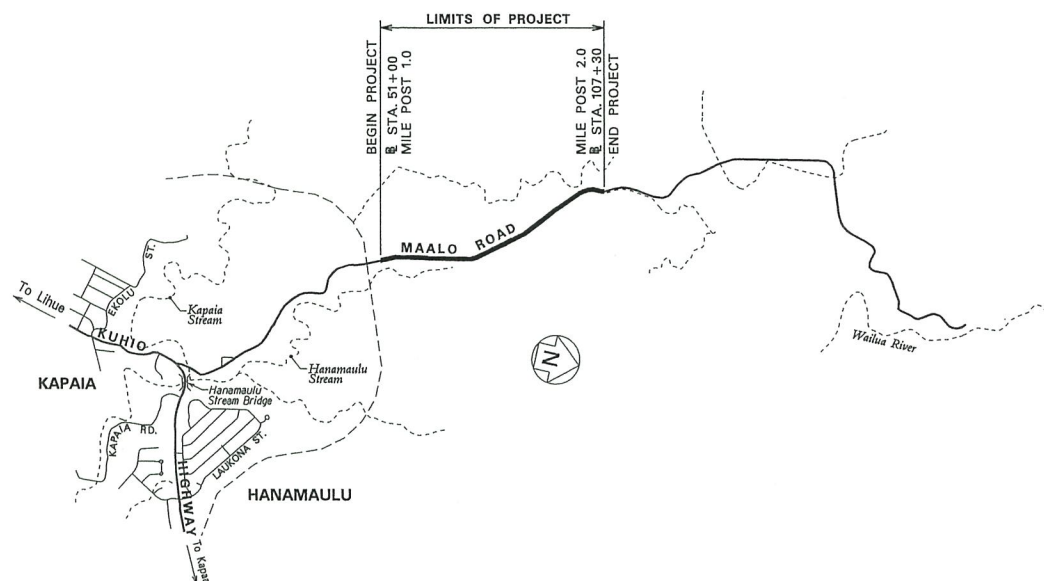 LIMITS OF PROJECT
BEGIN PROJECT
℄ STA. 51+00
MILE POST 1.0
MILE POST 2.0
℄ STA. 107+30
END PROJECT
MAALO ROAD
EKOLU ST.
To Lihue
Kapaia
Stream
KUHIO
Hanamaulu
Stream
N
Wailua River
KAPAIA
Hanamaulu
Stream Bridge
KAPAIA RD.
LAUKONA ST.
HIGHWAY
HANAMAULU
To Kapaa